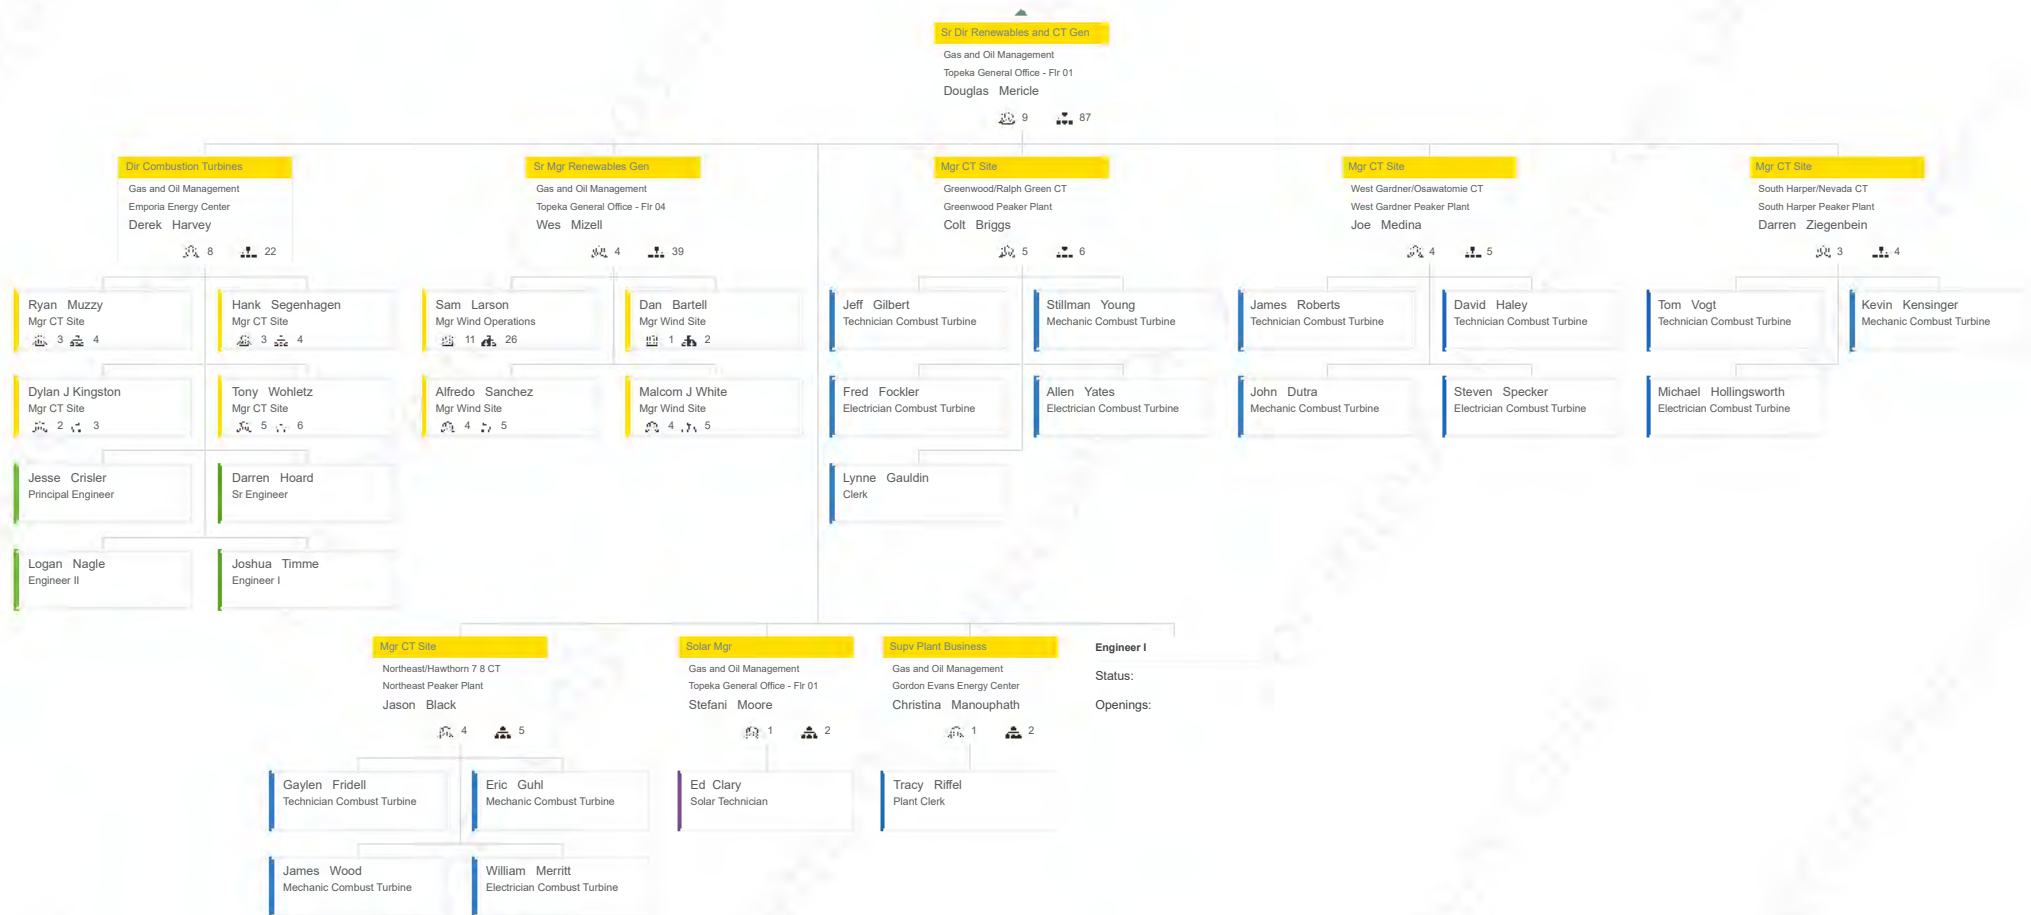 Sr Dir Renewables and CT Gen
Gas and Oil Management
Topeka General Office - Flr 01
Douglas Mericle
9 87
Dir Combustion Turbines
Gas and Oil Management
Emporia Energy Center
Derek Harvey
8 22
Sr Mgr Renewables Gen
Gas and Oil Management
Topeka General Office - Flr 04
Wes Mizell
4 39
Mgr CT Site
Greenwood/Ralph Green CT
Greenwood Peaker Plant
Colt Briggs
5 6
Mgr CT Site
West Gardner/Osawatomie CT
West Gardner Peaker Plant
Joe Medina
4 5
Mgr CT Site
South Harper/Nevada CT
South Harper Peaker Plant
Darren Ziegenbein
3 4
Ryan Muzzy
Mgr CT Site
3 4
Hank Segenhagen
Mgr CT Site
3 4
Dylan J Kingston
Mgr CT Site
2 3
Tony Wohletz
Mgr CT Site
5 6
Jesse Crisler
Principal Engineer
Darren Hoard
Sr Engineer
Logan Nagle
Engineer II
Joshua Timme
Engineer I
Sam Larson
Mgr Wind Operations
11 26
Dan Bartell
Mgr Wind Site
1 2
Alfredo Sanchez
Mgr Wind Site
4 5
Malcom J White
Mgr Wind Site
4 5
Jeff Gilbert
Technician Combust Turbine
Stillman Young
Mechanic Combust Turbine
Fred Fockler
Electrician Combust Turbine
Allen Yates
Electrician Combust Turbine
Lynne Gauldin
Clerk
James Roberts
Technician Combust Turbine
David Haley
Technician Combust Turbine
John Dutra
Mechanic Combust Turbine
Steven Specker
Electrician Combust Turbine
Tom Vogt
Technician Combust Turbine
Kevin Kensinger
Mechanic Combust Turbine
Michael Hollingsworth
Electrician Combust Turbine
Mgr CT Site
Northeast/Hawthorn 7 8 CT
Northeast Peaker Plant
Jason Black
4 5
Solar Mgr
Gas and Oil Management
Topeka General Office - Flr 01
Stefani Moore
1 2
Supv Plant Business
Gas and Oil Management
Gordon Evans Energy Center
Christina Manouphath
1 2
Engineer I
Status:
Openings:
Gaylen Fridell
Technician Combust Turbine
Eric Guhl
Mechanic Combust Turbine
James Wood
Mechanic Combust Turbine
William Merritt
Electrician Combust Turbine
Ed Clary
Solar Technician
Tracy Riffel
Plant Clerk